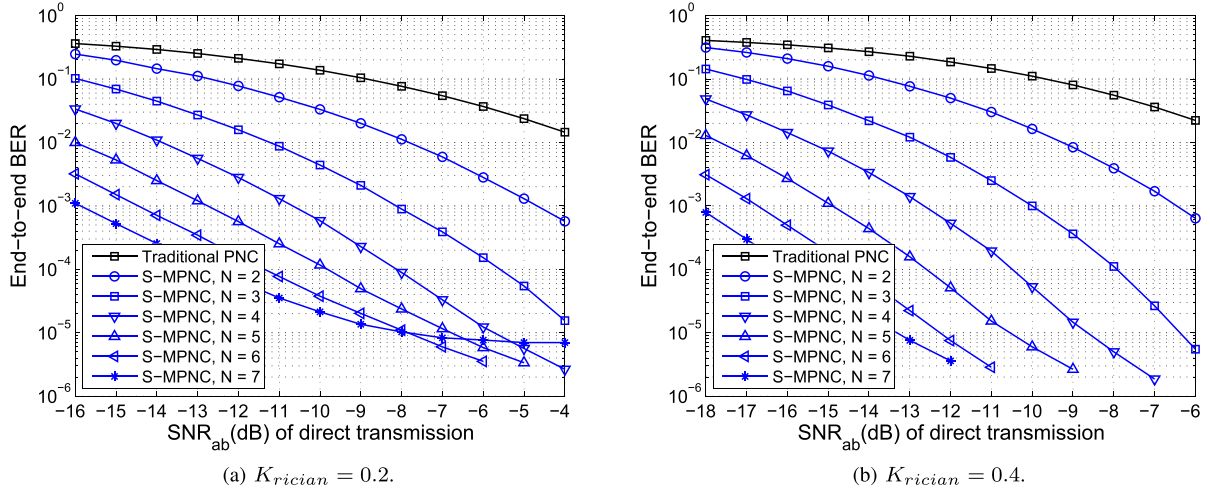 10^0
10^-1
10^-2
10^-3
10^-4
10^-5
10^-6
End-to-end BER
Traditional PNC
S-MPNC, N = 2
S-MPNC, N = 3
S-MPNC, N = 4
S-MPNC, N = 5
S-MPNC, N = 6
S-MPNC, N = 7
-16 -15 -14 -13 -12 -11 -10 -9 -8 -7 -6 -5 -4
SNR_ab(dB) of direct transmission
(a) K_rician = 0.2.
10^0
10^-1
10^-2
10^-3
10^-4
10^-5
10^-6
End-to-end BER
Traditional PNC
S-MPNC, N = 2
S-MPNC, N = 3
S-MPNC, N = 4
S-MPNC, N = 5
S-MPNC, N = 6
S-MPNC, N = 7
-18 -17 -16 -15 -14 -13 -12 -11 -10 -9 -8 -7 -6
SNR_ab(dB) of direct transmission
(b) K_rician = 0.4.